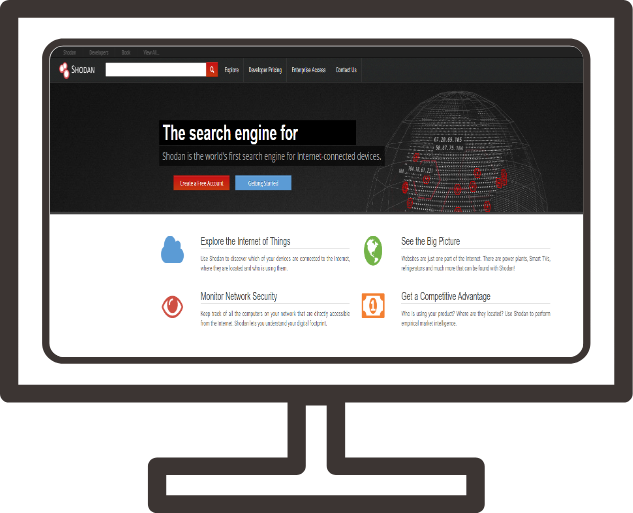 Shodan Developers Book View All...
SHODAN Explore Developer Pricing Enterprise Access Contact Us
The search engine for
Shodan is the world's first search engine for Internet-connected devices.
Create a Free Account Getting Started
Explore the Internet of Things
Use Shodan to discover which of your devices are connected to the Internet,
where they are located and who is using them.
See the Big Picture
Websites are just one part of the Internet. There are power plants, Smart TVs,
refrigerators and much more that can be found with Shodan!
Monitor Network Security
Keep track of all the computers on your network that are directly accessible
from the Internet. Shodan lets you understand your digital footprint.
Get a Competitive Advantage
Who is using your product? Where are they located? Use Shodan to perform
empirical market intelligence.